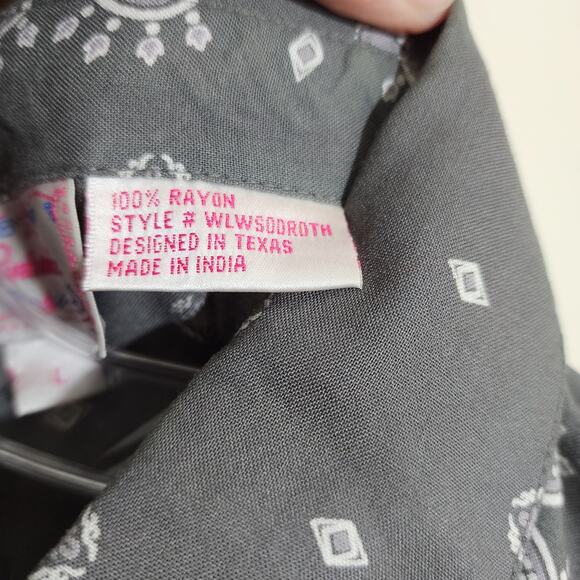 100% RAYON
STYLE # WLWSODROTH
DESIGNED IN TEXAS
MADE IN INDIA
L